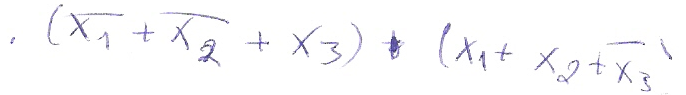 . (x̅₁ + x̅₂ + x₃) • (x₁ + x₂ + x̅₃)